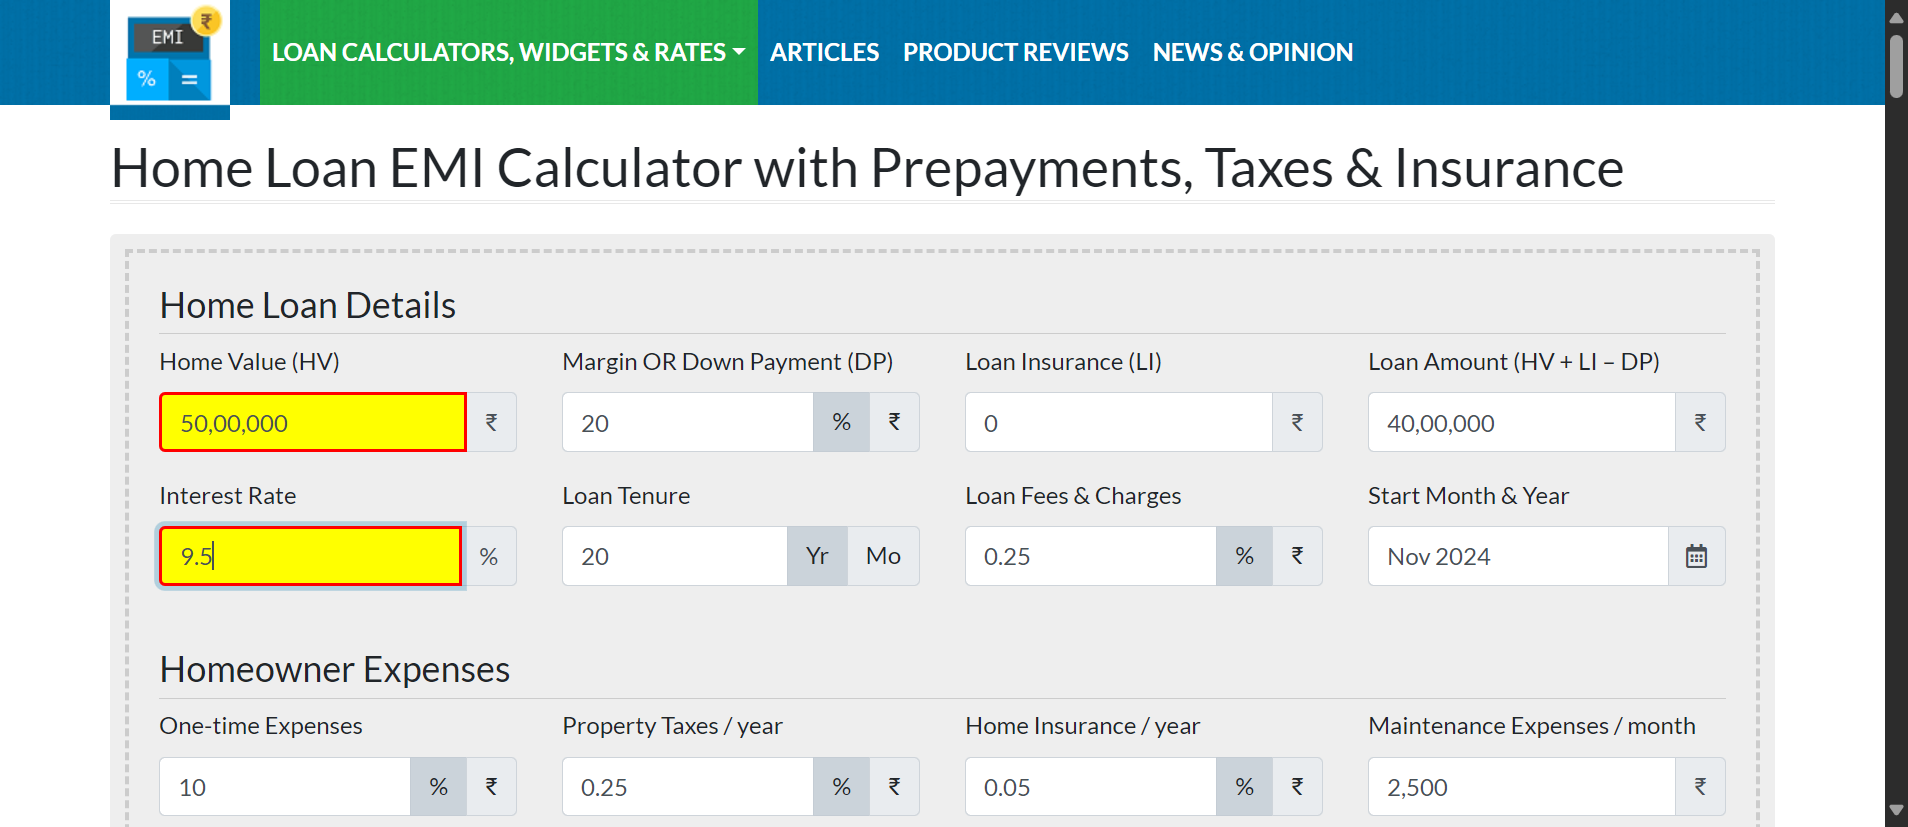 EMI
₹
%
=
LOAN CALCULATORS, WIDGETS & RATES ARTICLES PRODUCT REVIEWS NEWS & OPINION
Home Loan EMI Calculator with Prepayments, Taxes & Insurance
Home Loan Details
Home Value (HV) Margin OR Down Payment (DP) Loan Insurance (LI) Loan Amount (HV + LI – DP)
50,00,000 ₹ 20 % ₹ 0 ₹ 40,00,000 ₹
Interest Rate Loan Tenure Loan Fees & Charges Start Month & Year
9.5 % 20 Yr Mo 0.25 % ₹ Nov 2024
Homeowner Expenses
One-time Expenses Property Taxes / year Home Insurance / year Maintenance Expenses / month
10 % ₹ 0.25 % ₹ 0.05 % ₹ 2,500 ₹